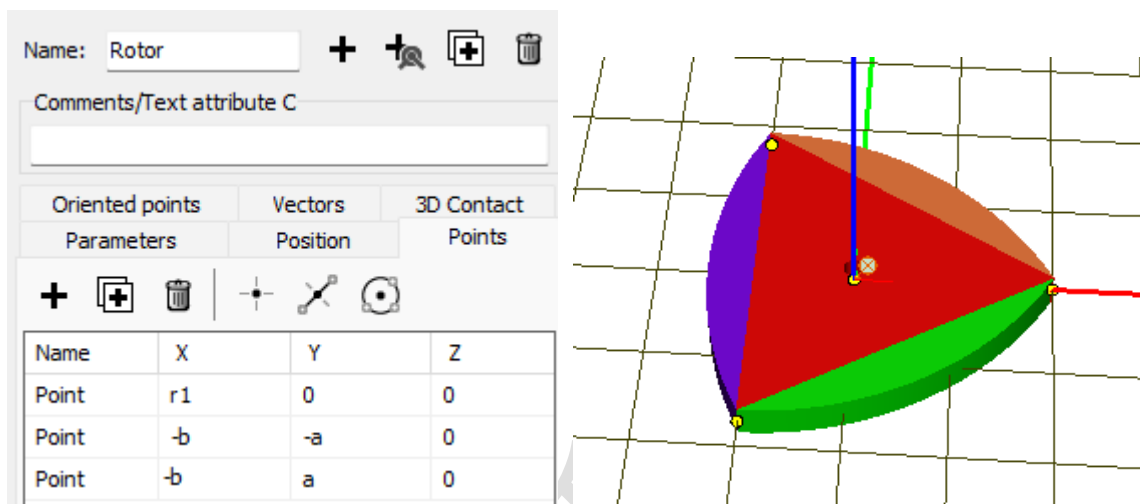 Name: Rotor
Comments/Text attribute C
Oriented points Vectors 3D Contact
Parameters Position Points
Name X Y Z
Point r1 0 0
Point -b -a 0
Point -b a 0